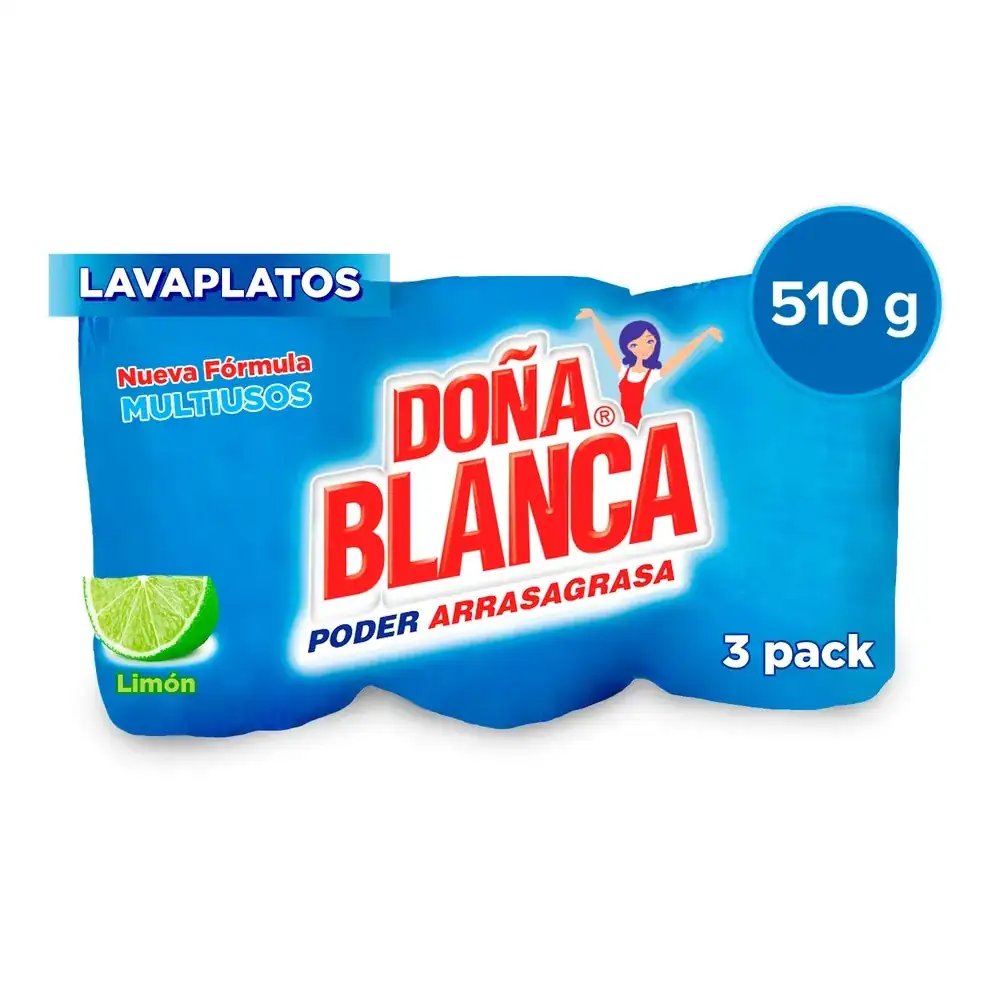 LAVAPLATOS
510 g
Nueva Fórmula
MULTIUSOS
DOÑA
BLANCA®
PODER ARRASAGRASA
Limón
3 pack